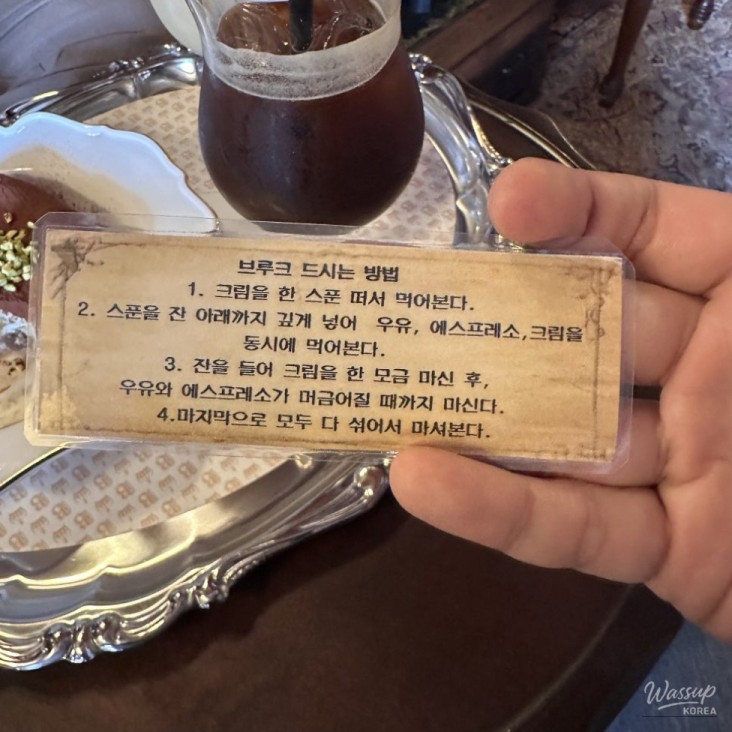 브루크 드시는 방법
1. 크림을 한 스푼 떠서 먹어본다.
2. 스푼을 잔 아래까지 깊게 넣어 우유, 에스프레소,크림을
동시에 먹어본다.
3. 잔을 들어 크림을 한 모금 마신 후,
우유와 에스프레소가 머금어질 때까지 마신다.
4.마지막으로 모두 다 섞어서 마셔본다.
Wassup
KOREA